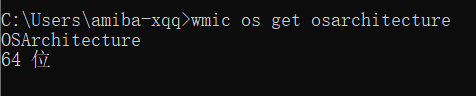 C:\Users\amiba-xqq>wmic os get osarchitecture
OSArchitecture
64 位